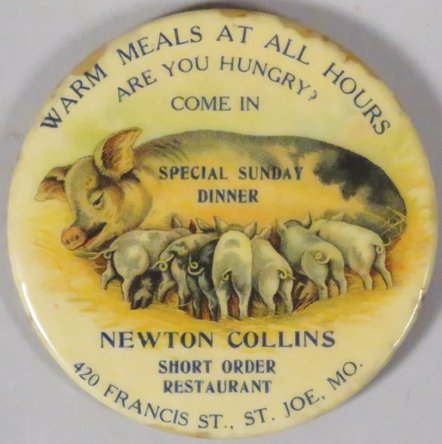 WARM MEALS AT ALL HOURS
ARE YOU HUNGRY?
COME IN
SPECIAL SUNDAY
DINNER
NEWTON COLLINS
SHORT ORDER
RESTAURANT
420 FRANCIS ST., ST. JOE, MO.